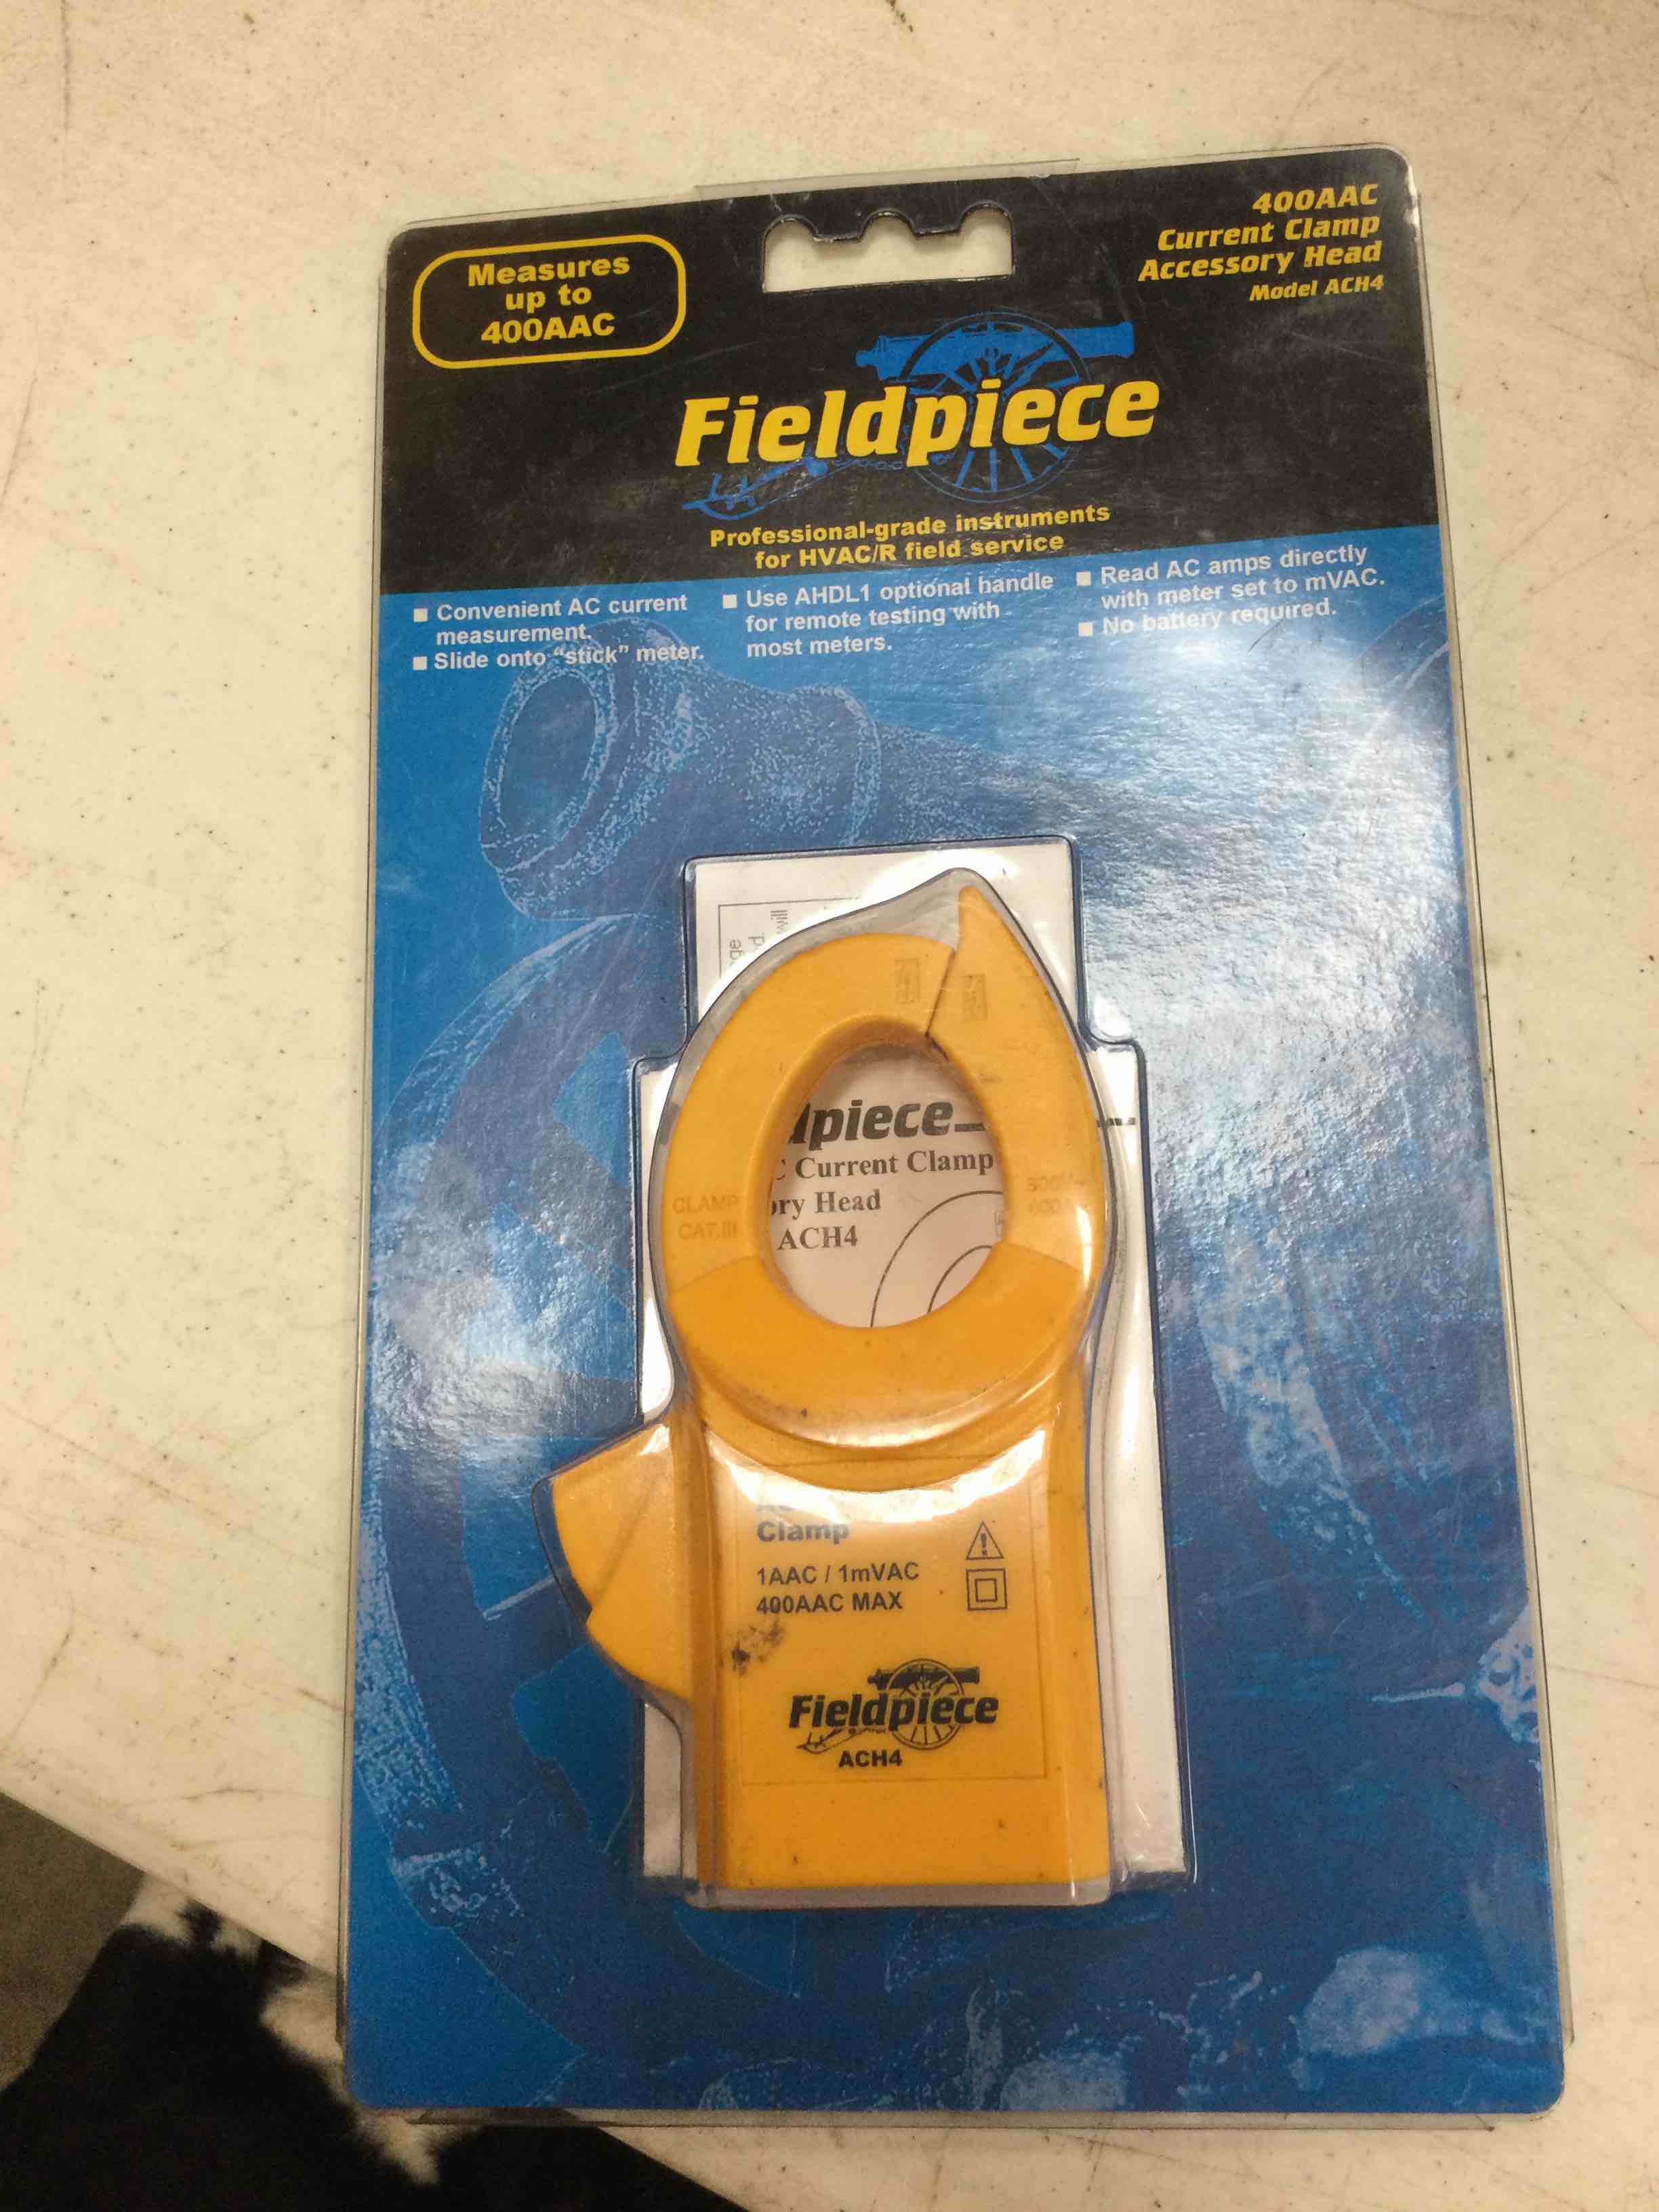 Measures
up to
400AAC
400AAC
Current Clamp
Accessory Head
Model ACH4
Fieldpiece
Professional-grade instruments
for HVAC/R field service
■ Convenient AC current
measurement.
■ Slide onto "stick" meter.
■ Use AHDL1 optional handle
for remote testing with
most meters.
■ Read AC amps directly
with meter set to mVAC.
■ No battery required.
will
lpiece
C Current Clamp
ory Head
ACH4
CLAMP
CAT.III
Clamp
1AAC / 1mVAC
400AAC MAX
Fieldpiece
ACH4